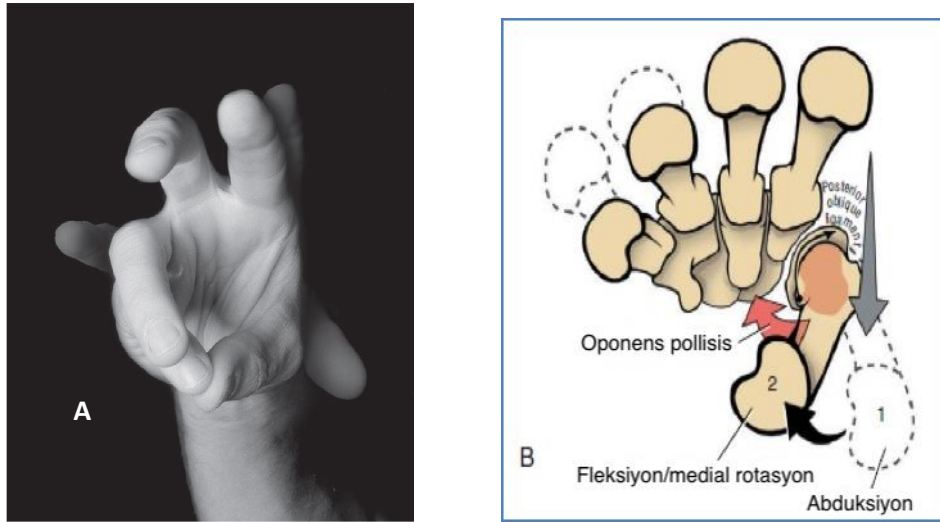 A
Posterior
oblique
ligament
Oponens pollisis
2
1
B
Fleksiyon/medial rotasyon
Abduksiyon